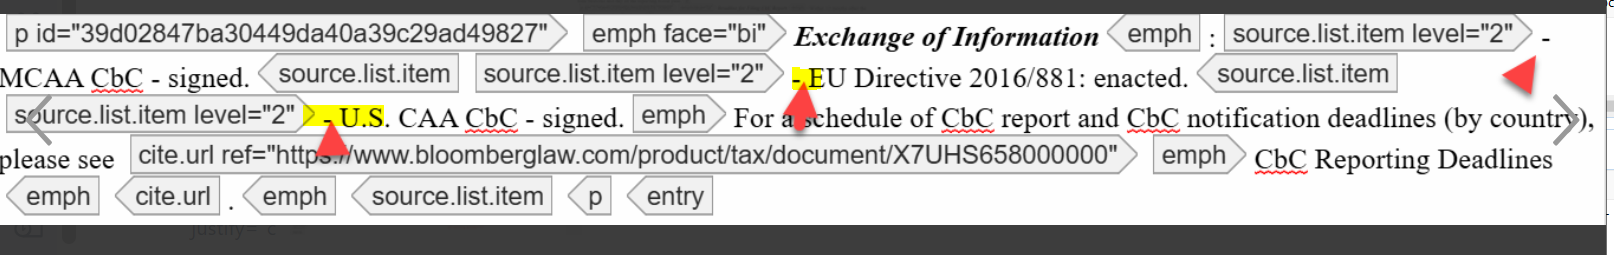 p id="39d02847ba30449da40a39c29ad49827" emph face="bi" Exchange of Information emph : source.list.item level="2" -
MCAA CbC - signed. source.list.item source.list.item level="2" - EU Directive 2016/881: enacted. source.list.item
source.list.item level="2" - U.S. CAA CbC - signed. emph For a schedule of CbC report and CbC notification deadlines (by country),
please see cite.url ref="https://www.bloomberglaw.com/product/tax/document/X7UHS658000000" emph CbC Reporting Deadlines
emph cite.url . emph source.list.item p entry